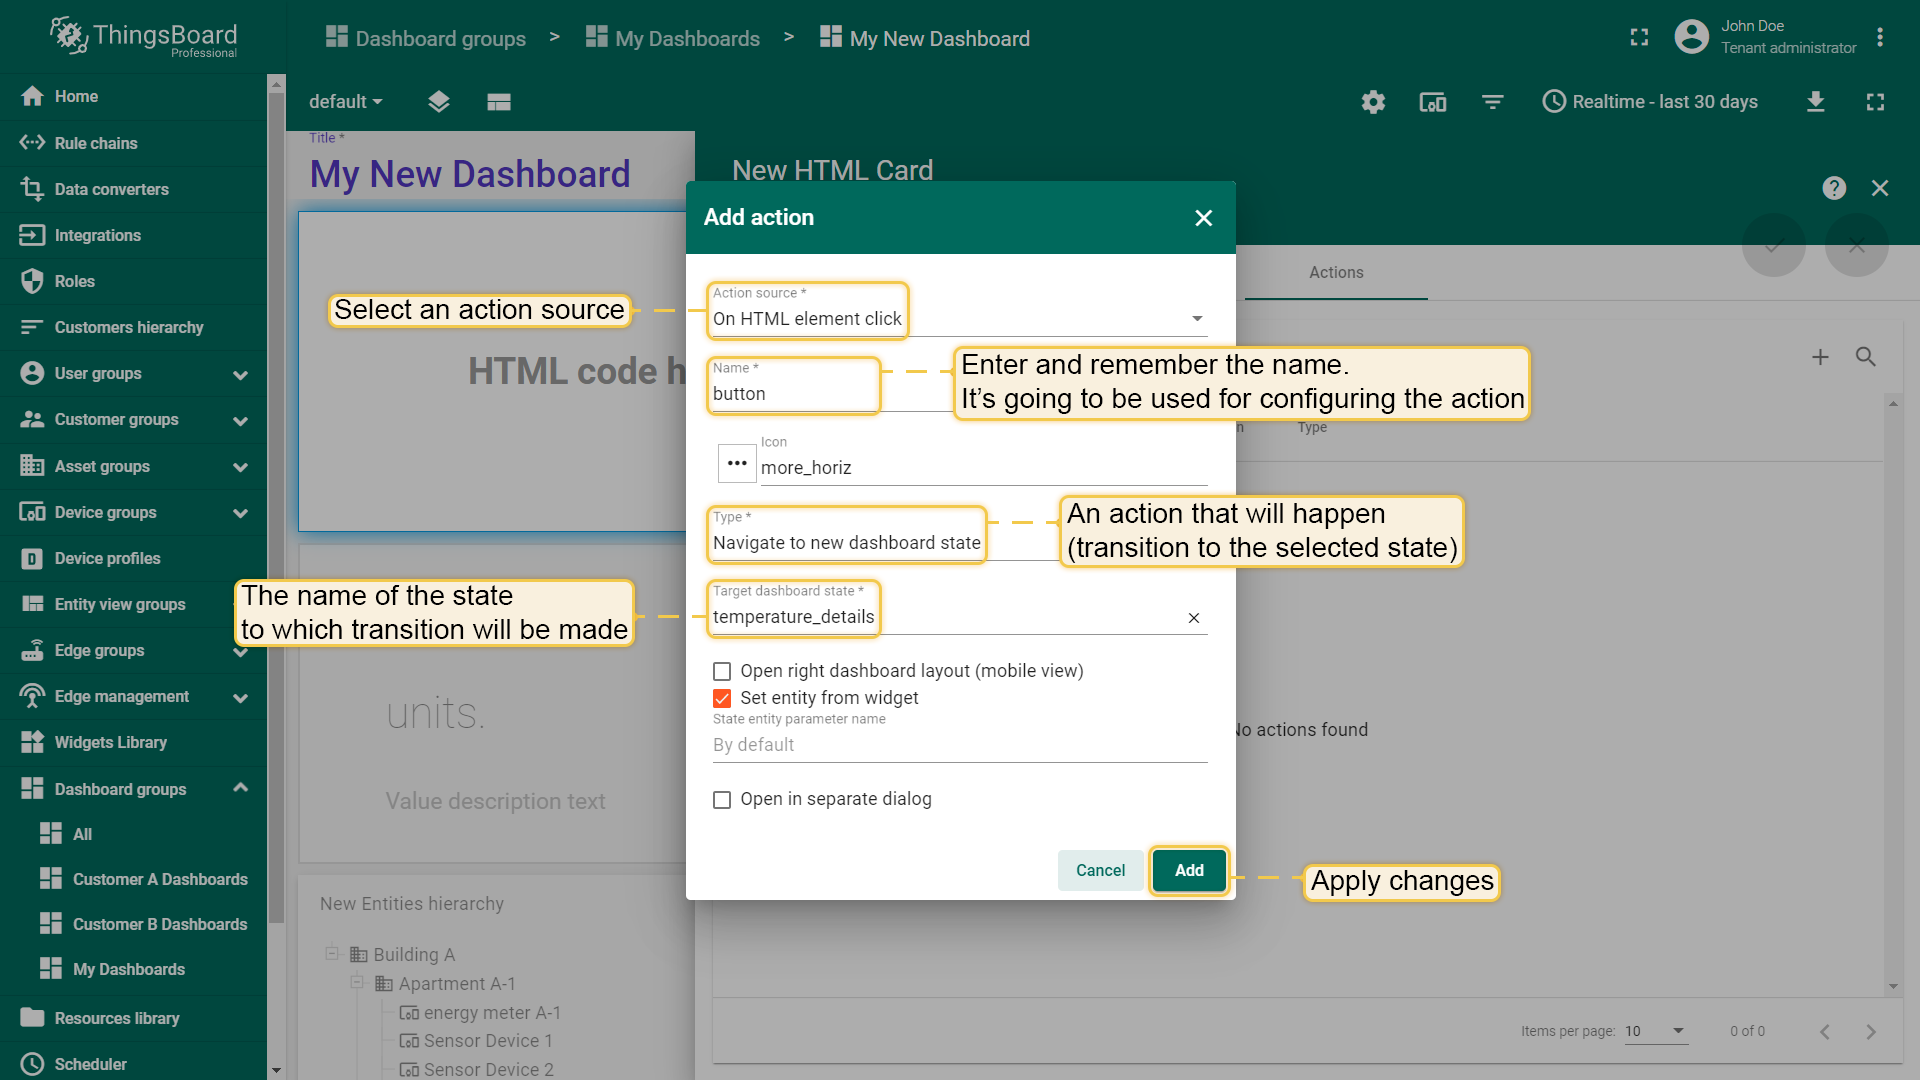 ThingsBoard
Professional
Dashboard groups > My Dashboards > My New Dashboard
John Doe
Tenant administrator
Home
Rule chains
Data converters
Integrations
Roles
Customers hierarchy
User groups
Customer groups
Asset groups
Device groups
Device profiles
Entity view groups
Edge groups
Edge management
Widgets Library
Dashboard groups
All
Customer A Dashboards
Customer B Dashboards
My Dashboards
Resources library
Scheduler
default
Realtime - last 30 days
Title *
My New Dashboard
HTML code h
units.
Value description text
New Entities hierarchy
Building A
Apartment A-1
energy meter A-1
Sensor Device 1
Sensor Device 2
New HTML Card
Actions
Type
No actions found
Items per page: 10
0 of 0
Add action
Action source *
On HTML element click
Name *
button
Icon
more_horiz
Type *
Navigate to new dashboard state
Target dashboard state *
temperature_details
Open right dashboard layout (mobile view)
Set entity from widget
State entity parameter name
By default
Open in separate dialog
Cancel
Add
Select an action source
Enter and remember the name.
It’s going to be used for configuring the action
An action that will happen
(transition to the selected state)
The name of the state
to which transition will be made
Apply changes